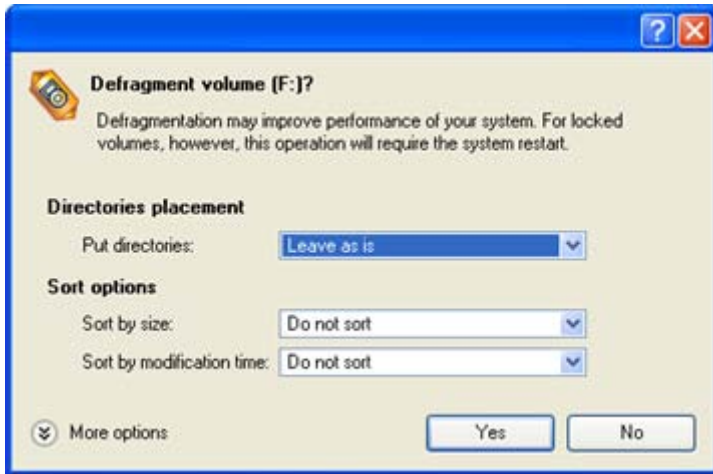 Defragment volume (F:)?
Defragmentation may improve performance of your system. For locked
volumes, however, this operation will require the system restart.
Directories placement
Put directories: Leave as is
Sort options
Sort by size: Do not sort
Sort by modification time: Do not sort
More options Yes No